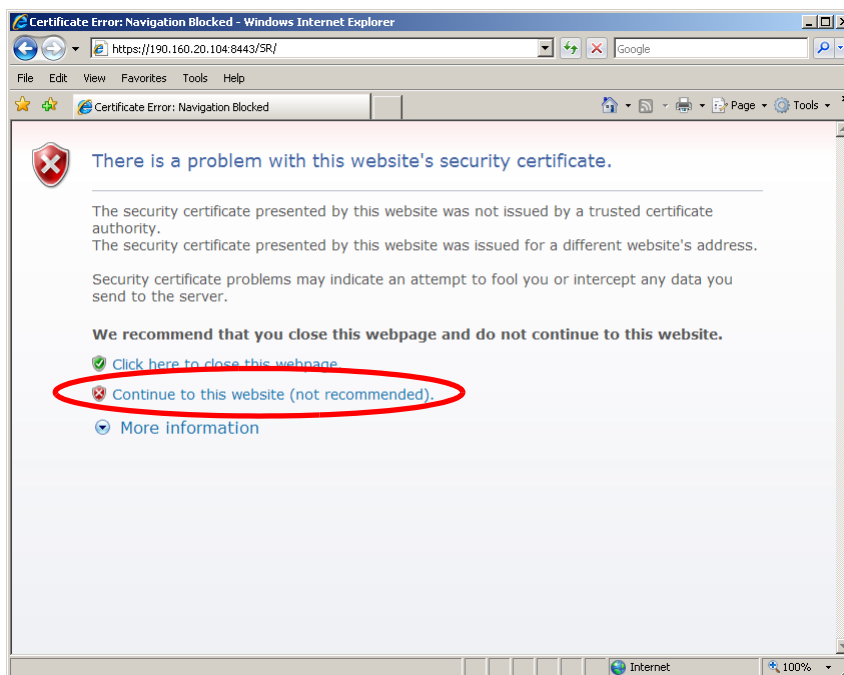 Certificate Error: Navigation Blocked - Windows Internet Explorer
https://190.160.20.104:8443/SR/
Google
File Edit View Favorites Tools Help
Certificate Error: Navigation Blocked
Page Tools
There is a problem with this website's security certificate.
The security certificate presented by this website was not issued by a trusted certificate
authority.
The security certificate presented by this website was issued for a different website's address.
Security certificate problems may indicate an attempt to fool you or intercept any data you
send to the server.
We recommend that you close this webpage and do not continue to this website.
Click here to close this webpage.
Continue to this website (not recommended).
More information
Internet 100%